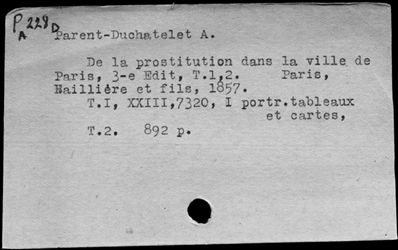 P 228 D
A
Parent-Duchatelet A.
De la prostitution dans la ville de
Paris, 3-e Edit, T.1,2. Paris,
Baillière et fils, 1857.
T.I, XXIII,7320, I portr.tableaux
et cartes,
T.2. 892 p.